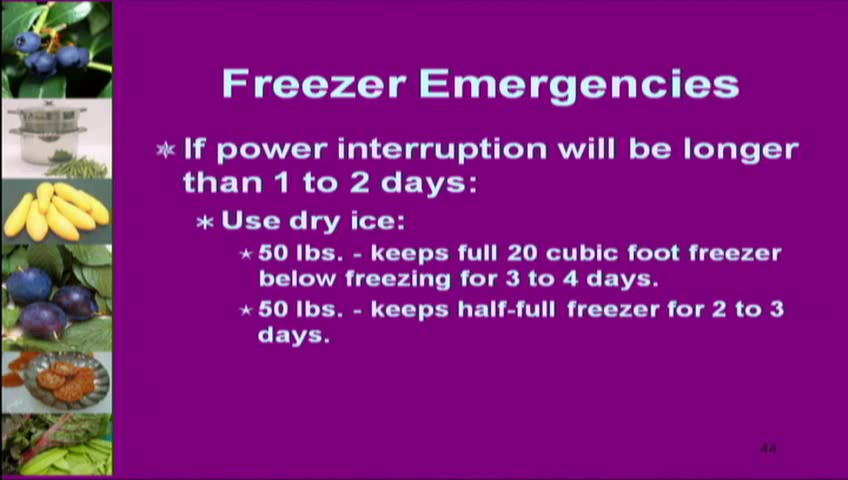 Freezer Emergencies
If power interruption will be longer
than 1 to 2 days:
Use dry ice:
50 lbs. - keeps full 20 cubic foot freezer
below freezing for 3 to 4 days.
50 lbs. - keeps half-full freezer for 2 to 3
days.
44